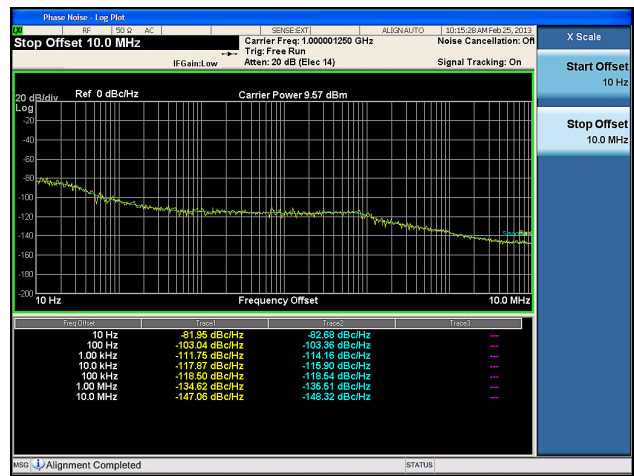 Phase Noise - Log Plot
LXI RF 50 Ω AC SENSE:EXT ALIGN AUTO 10:15:28 AM Feb 25, 2013
Stop Offset 10.0 MHz Carrier Freq: 1.000001250 GHz Noise Cancellation: Off
Trig: Free Run
IFGain:Low Atten: 20 dB (Elec 14) Signal Tracking: On
X Scale
Start Offset
10 Hz
Stop Offset
10.0 MHz
20 dB/div Ref 0 dBc/Hz Carrier Power 9.57 dBm
Log
-20
-40
-60
-80
-100
-120
-140
-160
-180
-200
10 Hz Frequency Offset 10.0 MHz
Freq Offset Trace1 Trace2 Trace3
10 Hz -81.95 dBc/Hz -82.68 dBc/Hz ---
100 Hz -103.04 dBc/Hz -103.36 dBc/Hz ---
1.00 kHz -111.75 dBc/Hz -114.16 dBc/Hz ---
10.0 kHz -117.87 dBc/Hz -115.90 dBc/Hz ---
100 kHz -118.50 dBc/Hz -118.54 dBc/Hz ---
1.00 MHz -134.62 dBc/Hz -135.51 dBc/Hz ---
10.0 MHz -147.06 dBc/Hz -148.32 dBc/Hz ---
MSG Alignment Completed STATUS